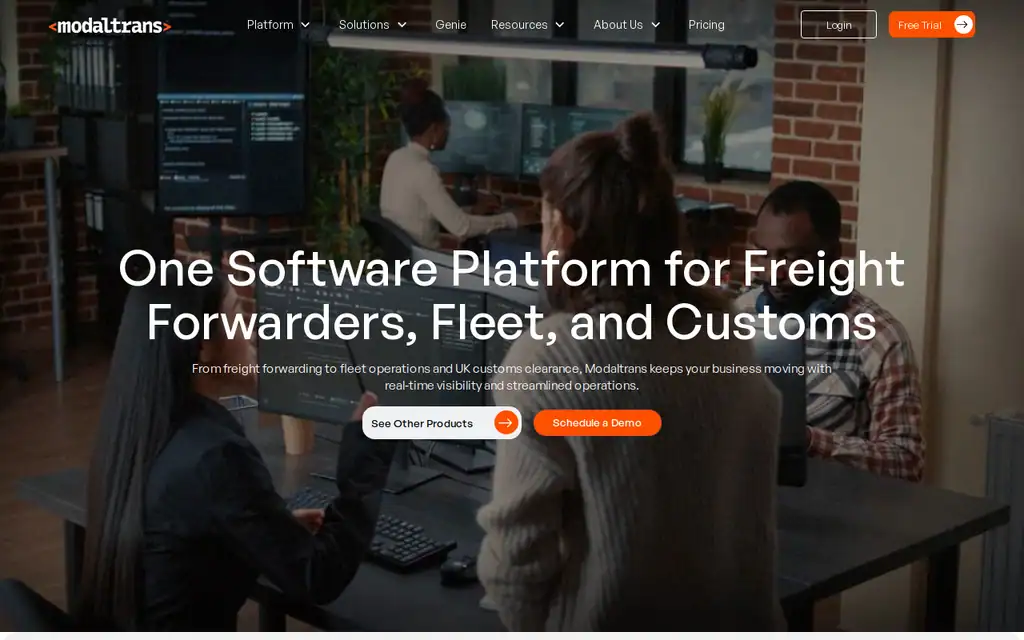 <modaltrans>
Platform
Solutions
Genie
Resources
About Us
Pricing
Login
Free Trial
One Software Platform for Freight
Forwarders, Fleet, and Customs
From freight forwarding to fleet operations and UK customs clearance, Modaltrans keeps your business moving with
real-time visibility and streamlined operations.
See Other Products
Schedule a Demo